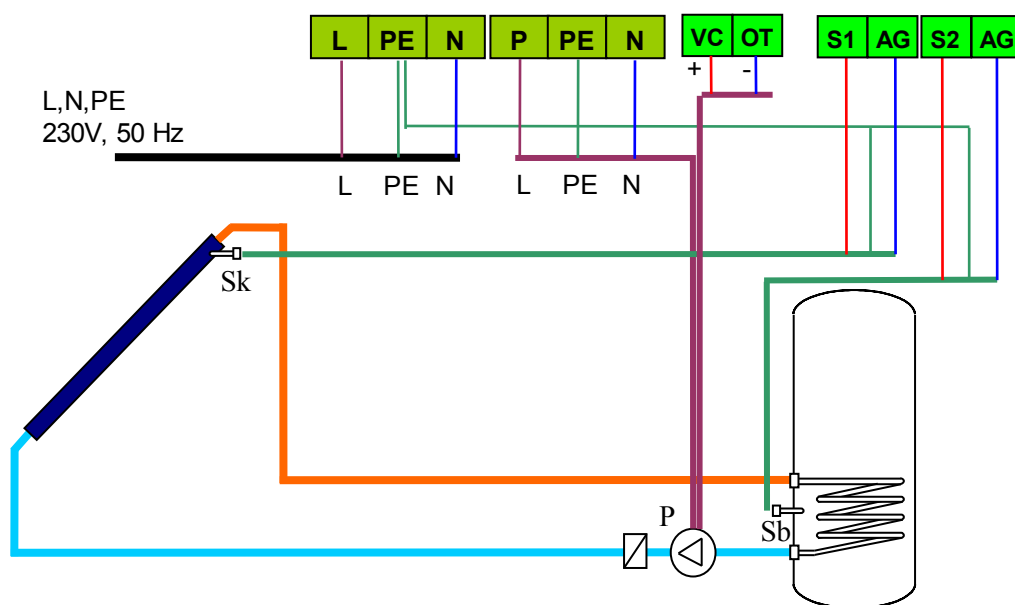 L PE N P PE N VC OT S1 AG S2 AG
+ -
L,N,PE
230V, 50 Hz
L PE N L PE N
Sk
P
Sb